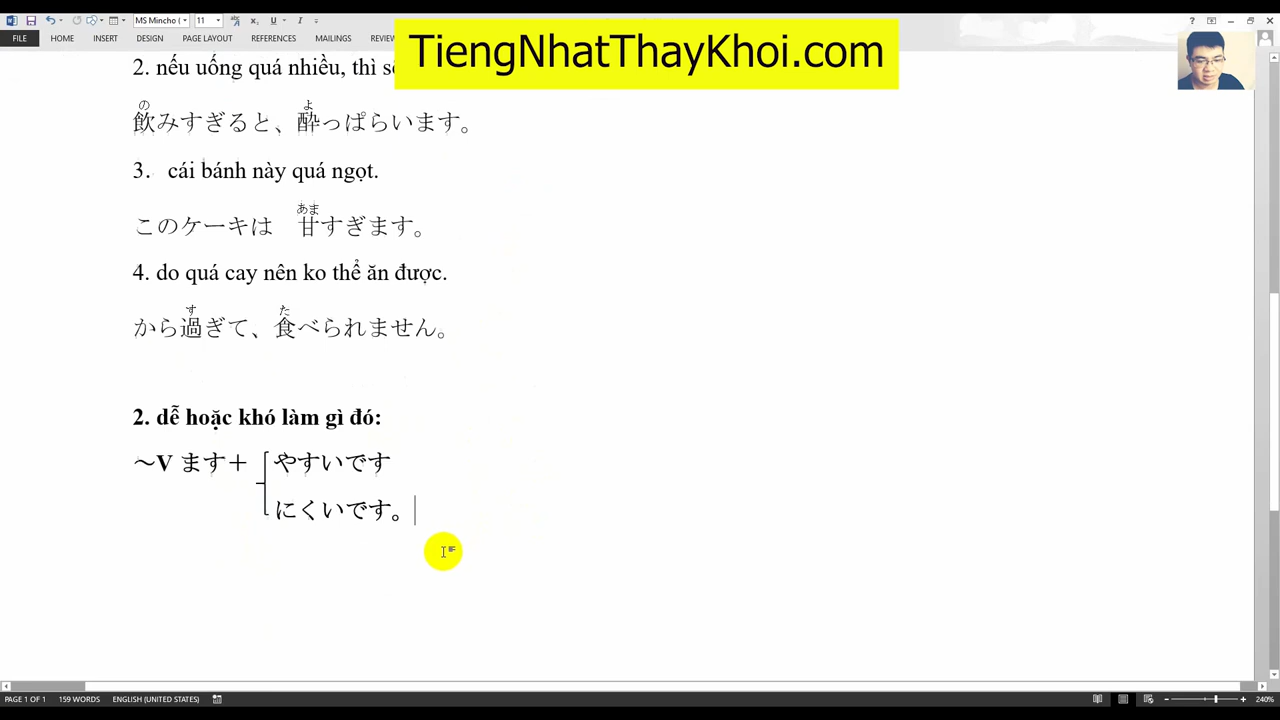 MS Mincho (
11
FILE HOME INSERT DESIGN PAGE LAYOUT REFERENCES MAILINGS
TiengNhatThayKhoi.com
2. nếu uống quá nhiều, thì
の よ
飲みすぎると、酔っぱらいます。
3. cái bánh này quá ngọt.
あま
このケーキは 甘すぎます。
4. do quá cay nên ko thể ăn được.
す た
から過ぎて、食べられません。
2. dễ hoặc khó làm gì đó:
～V ます＋ やすいです
にくいです。
PAGE 1 OF 1 159 WORDS ENGLISH (UNITED STATES) 240%